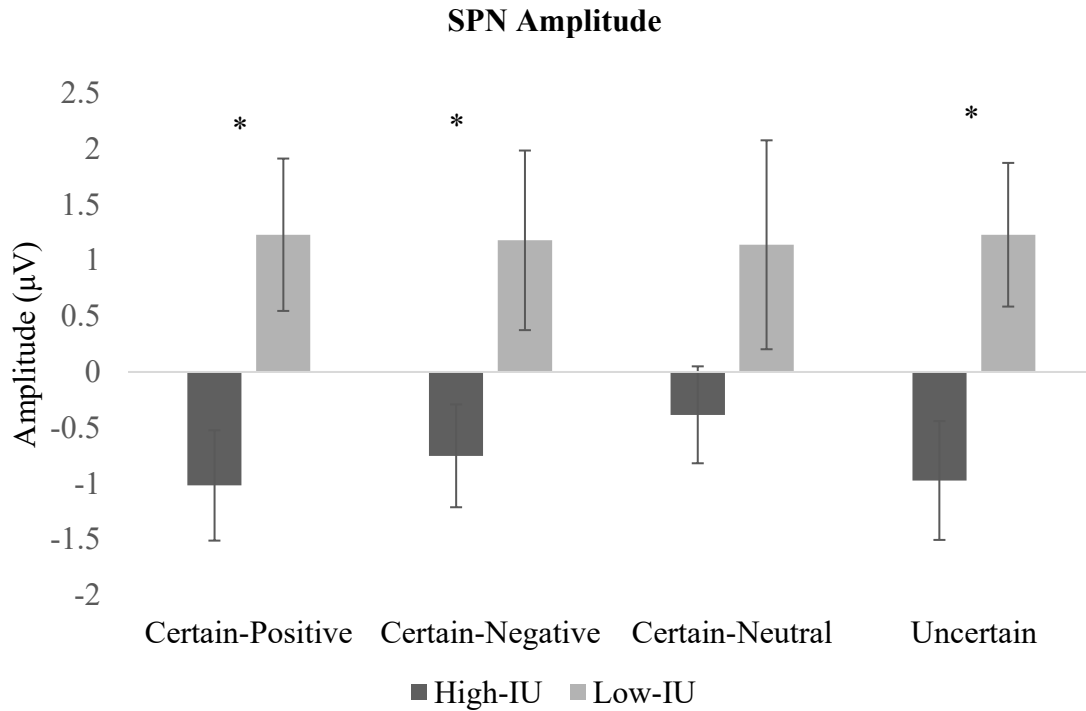 SPN Amplitude
2.5
2
1.5
1
0.5
0
-0.5
-1
-1.5
-2
Amplitude (µV)
* * *
Certain-Positive Certain-Negative Certain-Neutral Uncertain
High-IU Low-IU